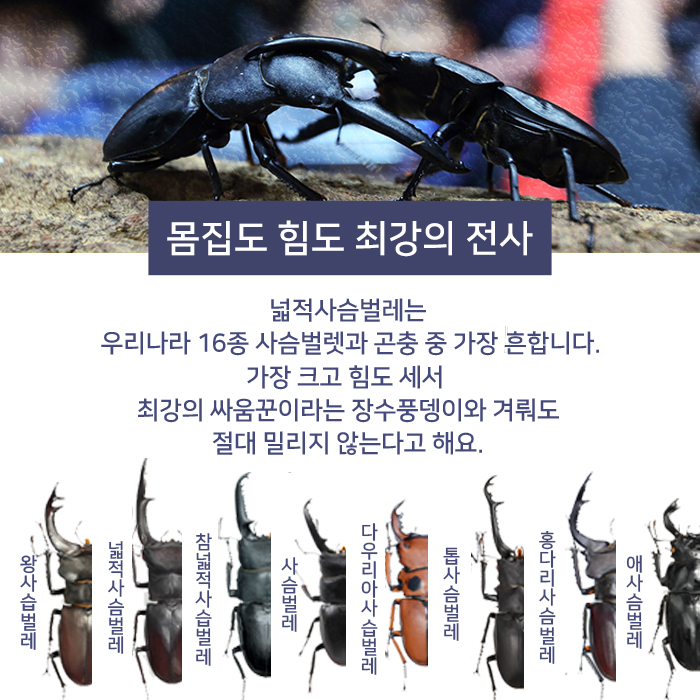 몸집도 힘도 최강의 전사
넓적사슴벌레는
우리나라 16종 사슴벌렛과 곤충 중 가장 흔합니다.
가장 크고 힘도 세서
최강의 싸움꾼이라는 장수풍뎅이와 겨뤄도
절대 밀리지 않는다고 해요.
왕사습벌레
넓적사슴벌레
참넓적사습벌레
사슴벌레
다우리아사습벌레
톱사슴벌레
홍다리사슴벌레
애사슴벌레